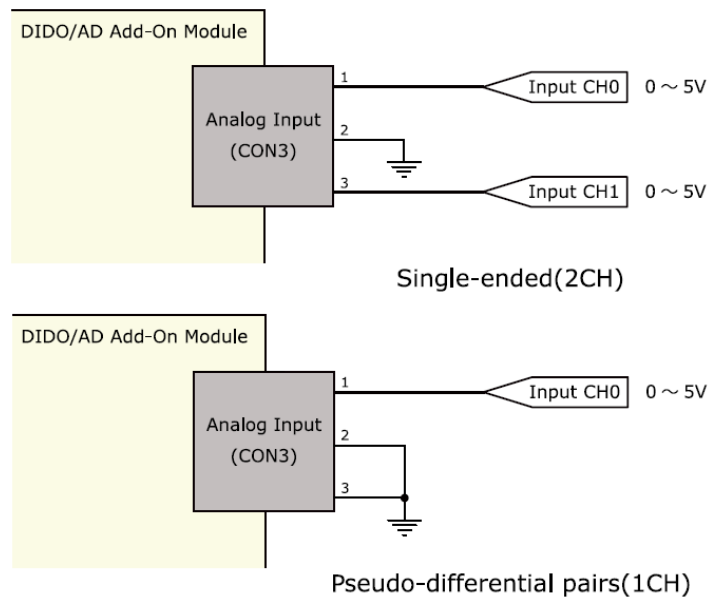 DIDO/AD Add-On Module
Analog Input
(CON3)
1
2
3
Input CH0 0 ～ 5V
Input CH1 0 ～ 5V
Single-ended(2CH)
DIDO/AD Add-On Module
Analog Input
(CON3)
1
2
3
Input CH0 0 ～ 5V
Pseudo-differential pairs(1CH)